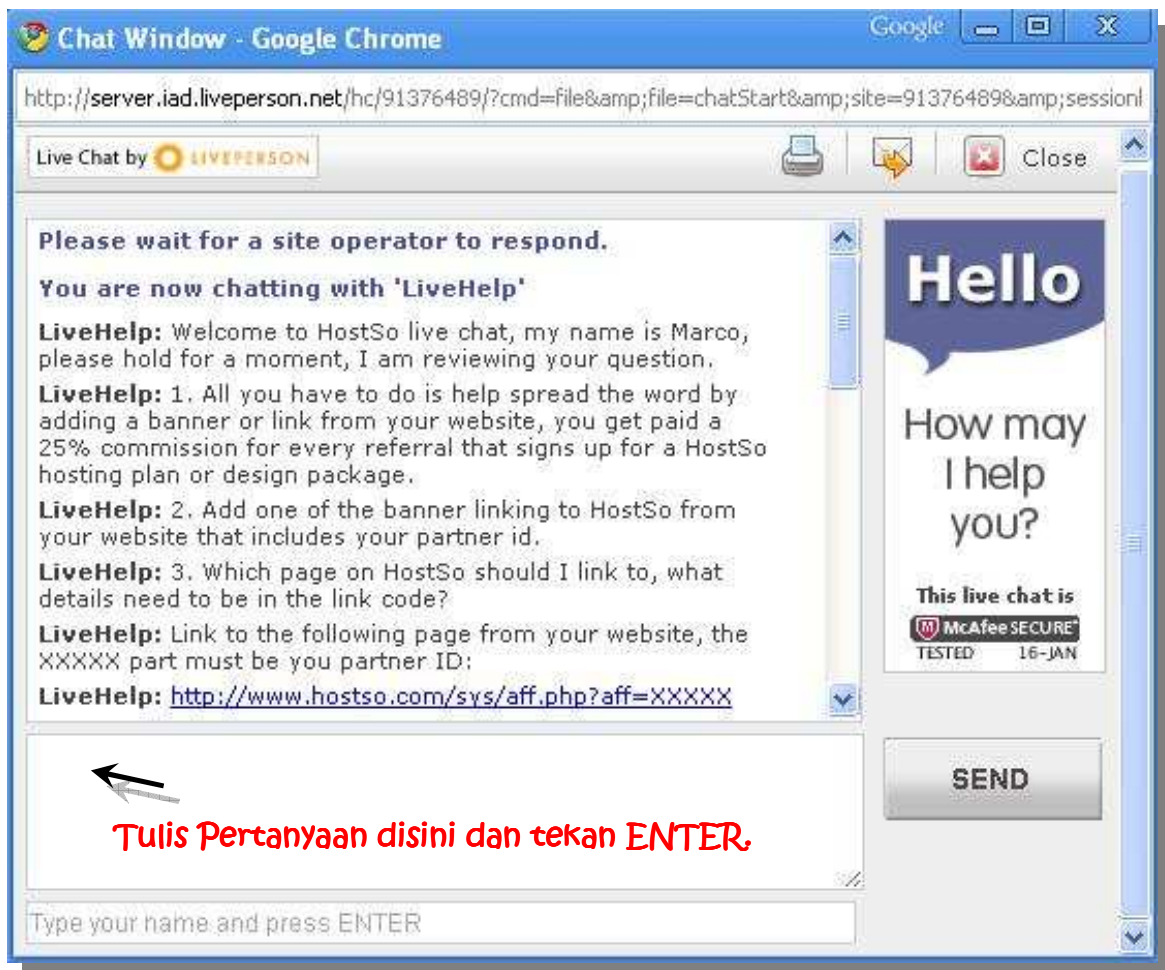 Chat Window - Google Chrome
Google
http://server.iad.liveperson.net/hc/91376489/?cmd=file&amp;file=chatStart&amp;site=91376489&amp;sessionI
Live Chat by LIVEPERSON
Close
Please wait for a site operator to respond.
You are now chatting with 'LiveHelp'
LiveHelp: Welcome to HostSo live chat, my name is Marco,
please hold for a moment, I am reviewing your question.
LiveHelp: 1. All you have to do is help spread the word by
adding a banner or link from your website, you get paid a
25% commission for every referral that signs up for a HostSo
hosting plan or design package.
LiveHelp: 2. Add one of the banner linking to HostSo from
your website that includes your partner id.
LiveHelp: 3. Which page on HostSo should I link to, what
details need to be in the link code?
LiveHelp: Link to the following page from your website, the
XXXXX part must be you partner ID:
LiveHelp: http://www.hostso.com/sys/aff.php?aff=XXXXX
Hello
How may
I help
you?
This live chat is
McAfee SECURE
TESTED 16-JAN
Tulis Pertanyaan disini dan tekan ENTER.
SEND
Type your name and press ENTER